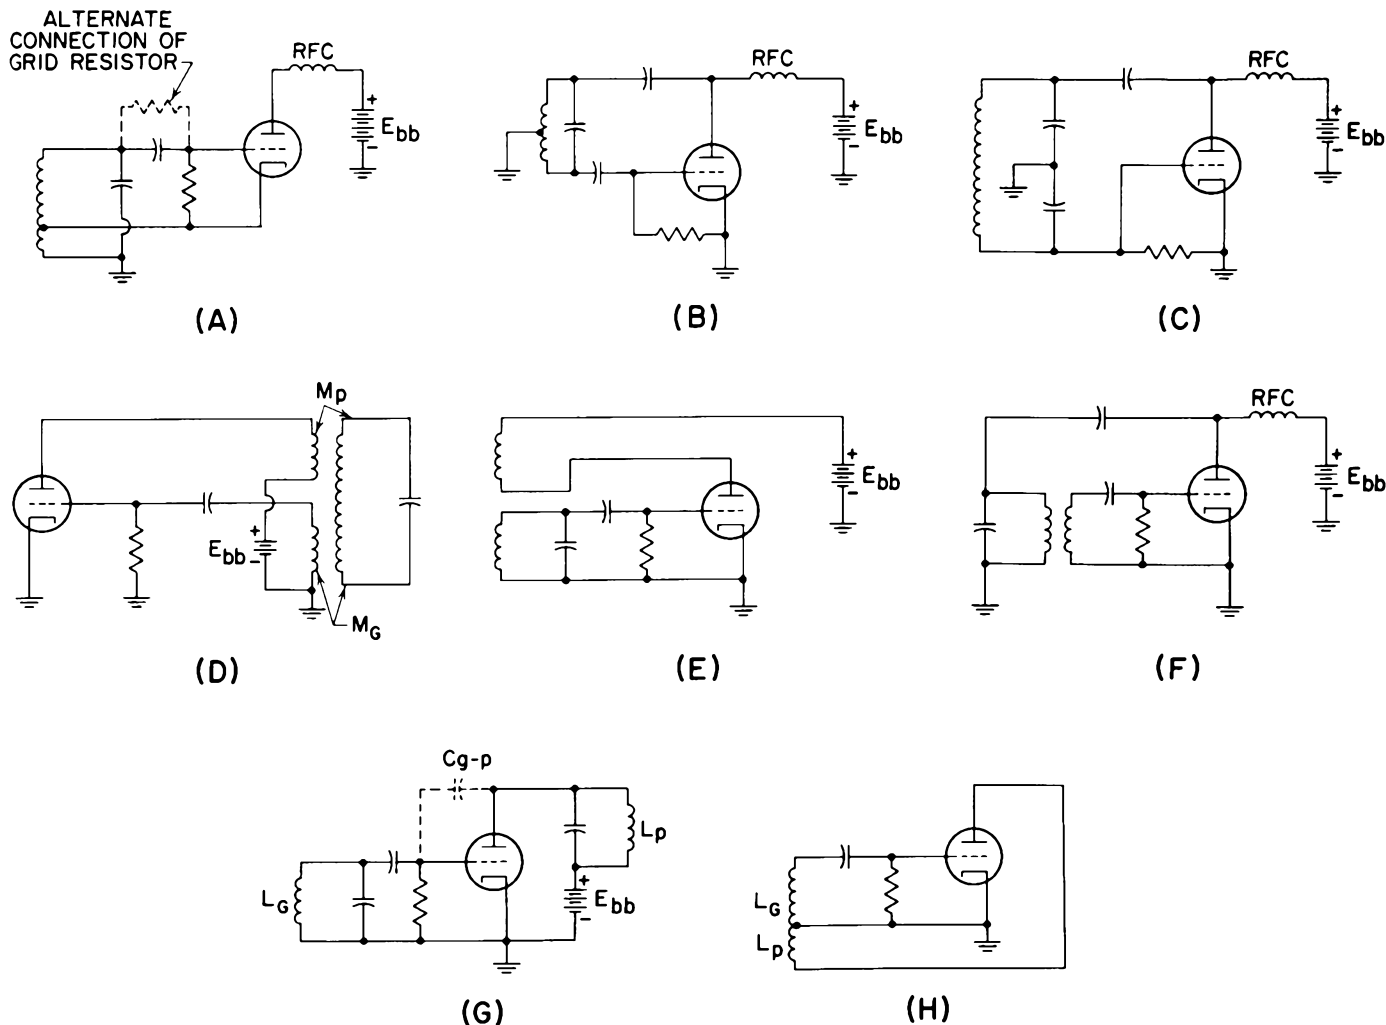 ALTERNATE
CONNECTION OF
GRID RESISTOR
RFC
+
Ebb
-
(A)
RFC
+
Ebb
-
(B)
RFC
+
Ebb
-
(C)
Mp
+
Ebb
-
MG
(D)
+
Ebb
-
(E)
RFC
+
Ebb
-
(F)
Cg-p
Lp
LG
+
Ebb
-
(G)
LG
Lp
(H)